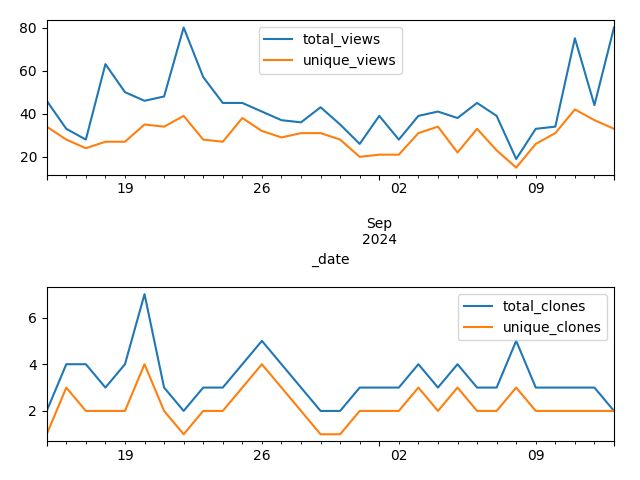 80
60
40
20
total_views
unique_views
19
26
02
09
Sep
2024
_date
6
4
2
total_clones
unique_clones
19
26
02
09